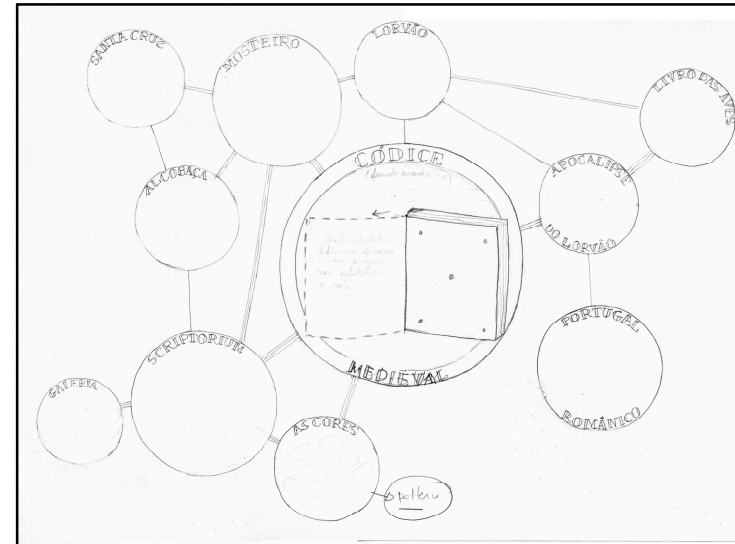 SANTA CRUZ
MOSTEIRO
LORVÃO
LIVRO DAS AVES
CÓDICE
ALCOBAÇA
APOCALIPSE
DO LORVÃO
PORTUGAL
ROMÂNICO
SCRIPTORIUM
MEDIEVAL
GALERIA
AS CORES